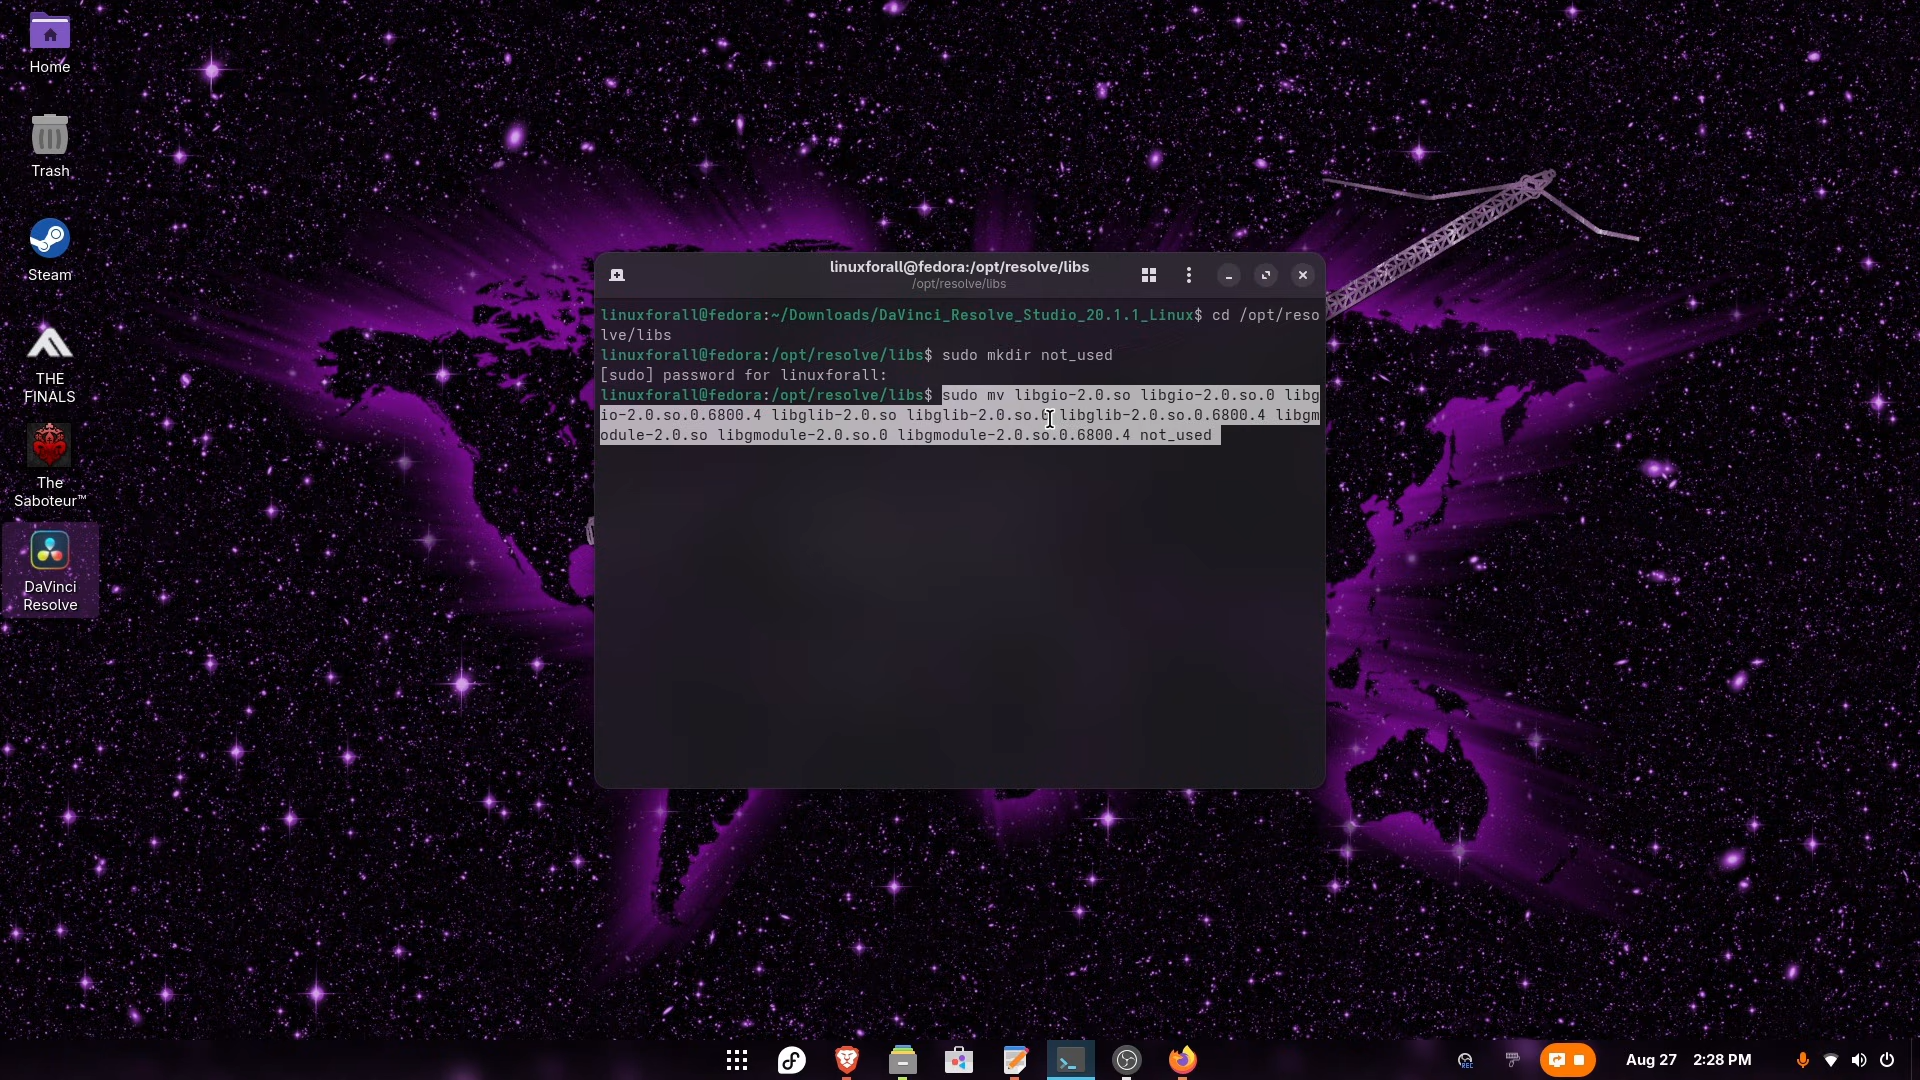 Home
Trash
Steam
THE
FINALS
The
Saboteur™
DaVinci
Resolve
linuxforall@fedora:/opt/resolve/libs
/opt/resolve/libs
linuxforall@fedora:~/Downloads/DaVinci_Resolve_Studio_20.1.1_Linux$ cd /opt/reso
lve/libs
linuxforall@fedora:/opt/resolve/libs$ sudo mkdir not_used
[sudo] password for linuxforall:
linuxforall@fedora:/opt/resolve/libs$ sudo mv libgio-2.0.so libgio-2.0.so.0 libg
io-2.0.so.0.6800.4 libglib-2.0.so libglib-2.0.so.0 libglib-2.0.so.0.6800.4 libgm
odule-2.0.so libgmodule-2.0.so.0 libgmodule-2.0.so.0.6800.4 not_used
REC
Aug 27 2:28 PM